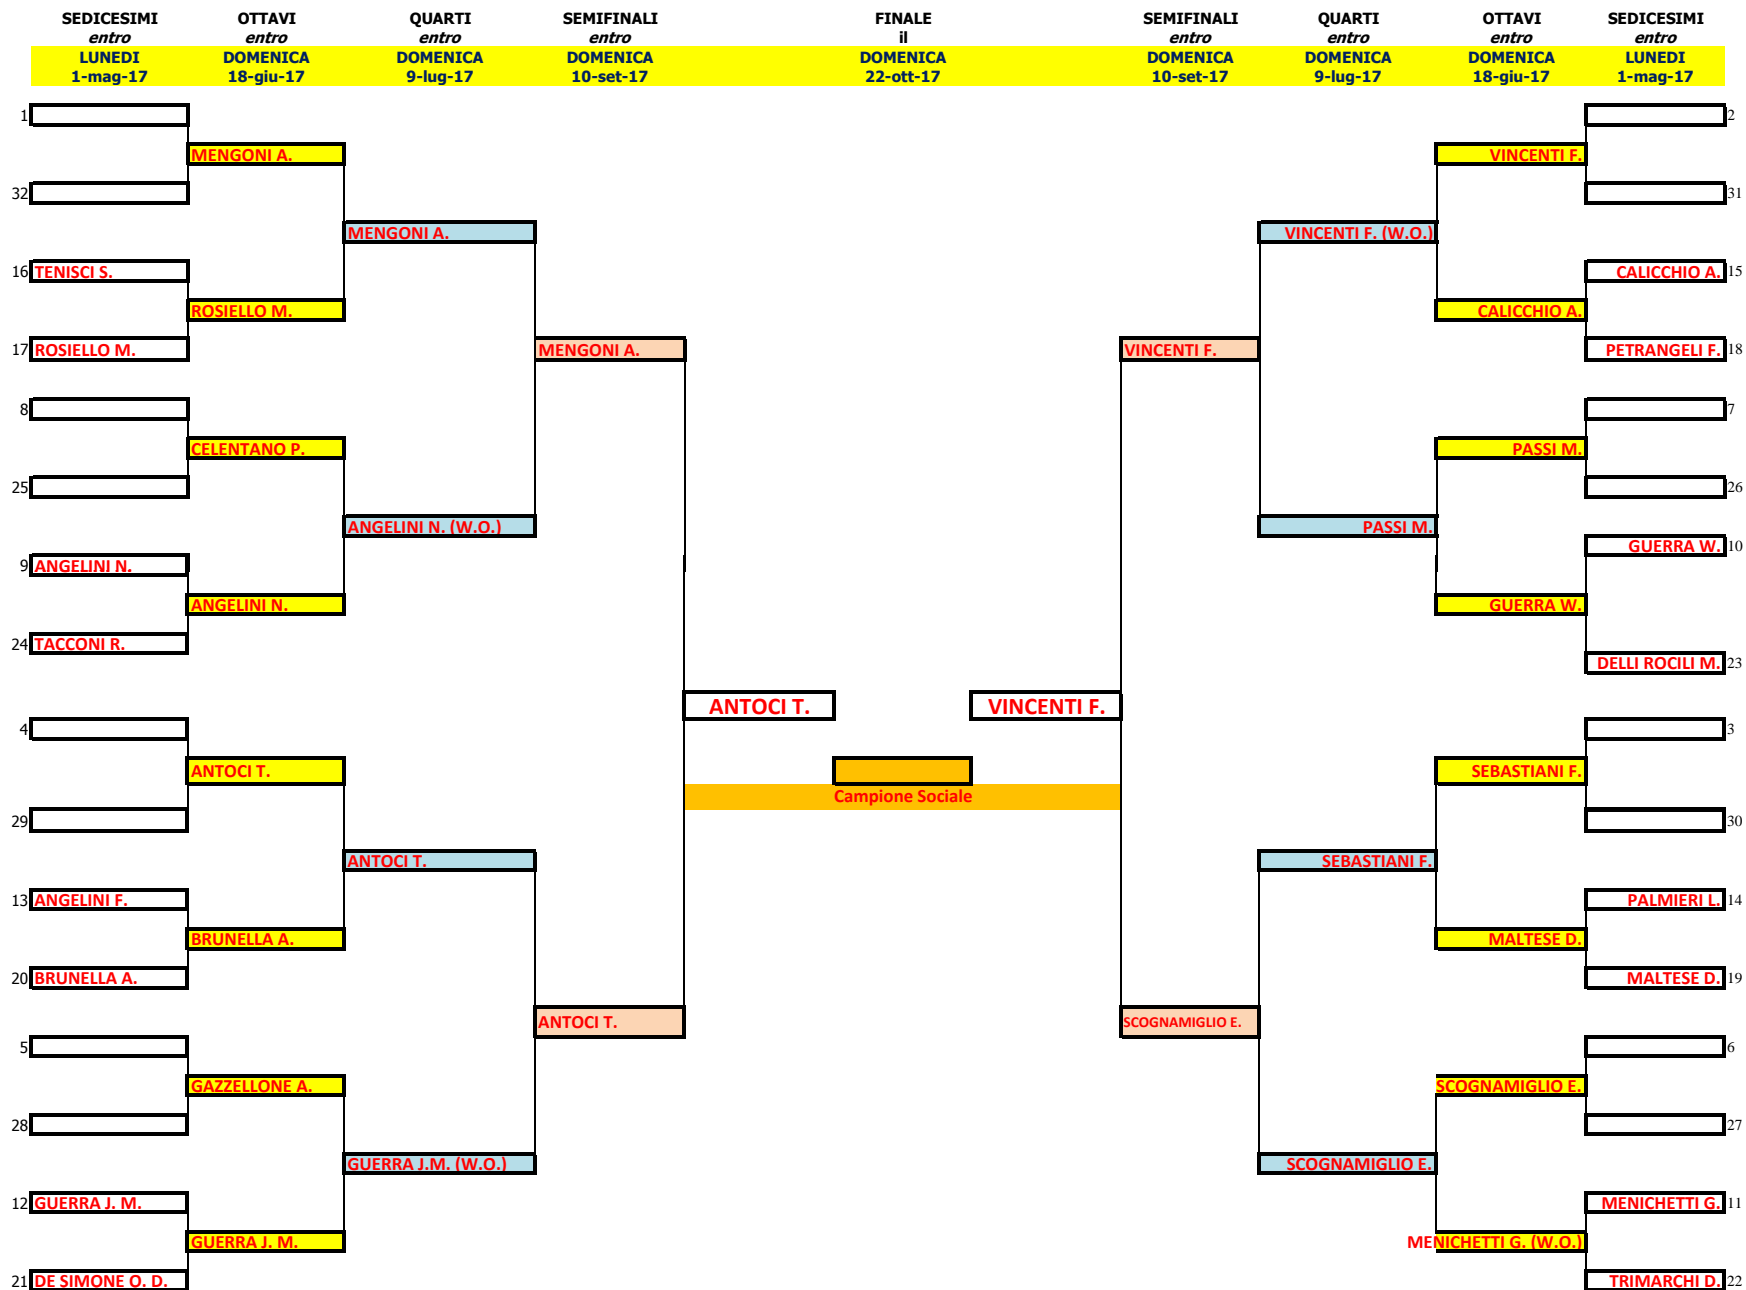 SEDICESIMI OTTAVI QUARTI SEMIFINALI FINALE SEMIFINALI QUARTI OTTAVI SEDICESIMI
entro entro entro entro il entro entro entro entro
LUNEDI DOMENICA DOMENICA DOMENICA DOMENICA DOMENICA DOMENICA DOMENICA LUNEDI
1-mag-17 18-giu-17 9-lug-17 10-set-17 22-ott-17 10-set-17 9-lug-17 18-giu-17 1-mag-17
1 2
MENGONI A. VINCENTI F.
32 31
MENGONI A. VINCENTI F. (W.O.)
16 TENISCI S. CALICCHIO A. 15
ROSIELLO M. CALICCHIO A.
17 ROSIELLO M. MENGONI A. VINCENTI F. PETRANGELI F. 18
8 7
CELENTANO P. PASSI M.
25 26
ANGELINI N. (W.O.) PASSI M.
GUERRA W. 10
9 ANGELINI N.
ANGELINI N. GUERRA W.
24 TACCONI R.
DELLI ROCILI M. 23
ANTOCI T. VINCENTI F.
4 3
ANTOCI T. SEBASTIANI F.
Campione Sociale
29 30
ANTOCI T. SEBASTIANI F.
13 ANGELINI F. PALMIERI L. 14
BRUNELLA A. MALTESE D.
20 BRUNELLA A. MALTESE D. 19
ANTOCI T. SCOGNAMIGLIO E.
5 6
GAZZELLONE A. SCOGNAMIGLIO E.
28 27
GUERRA J.M. (W.O.) SCOGNAMIGLIO E.
12 GUERRA J. M. MENICHETTI G. 11
GUERRA J. M. MENICHETTI G. (W.O.)
21 DE SIMONE O. D. TRIMARCHI D. 22